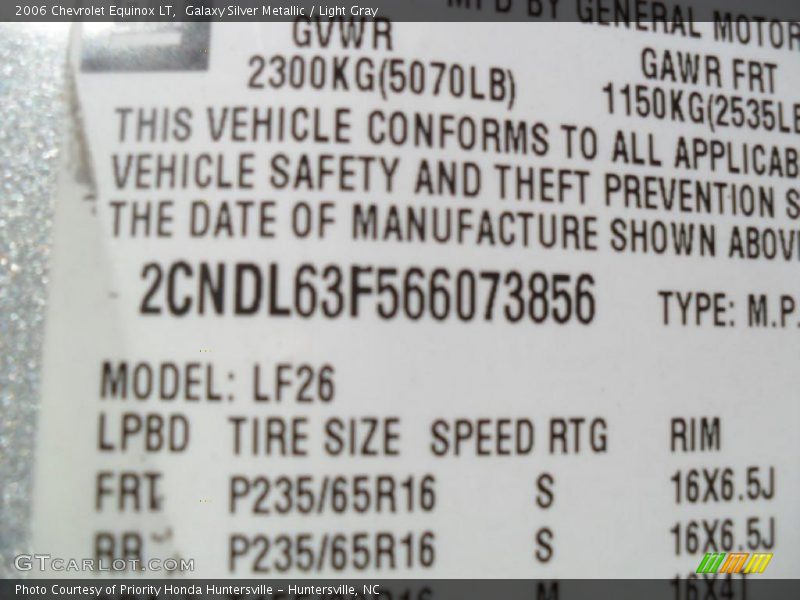 2006 Chevrolet Equinox LT, Galaxy Silver Metallic / Light Gray
MFD BY GENERAL MOTOR
GVWR
GAWR FRT
2300KG(5070LB)
1150KG(2535LB
THIS VEHICLE CONFORMS TO ALL APPLICAB
VEHICLE SAFETY AND THEFT PREVENTION S
THE DATE OF MANUFACTURE SHOWN ABOV
2CNDL63F566073856 TYPE: M.P.
MODEL: LF26
LPBD TIRE SIZE SPEED RTG RIM
FRT P235/65R16 S 16X6.5J
RR P235/65R16 S 16X6.5J
M 16X4T
GTCarLot.com
Photo Courtesy of Priority Honda Huntersville - Huntersville, NC